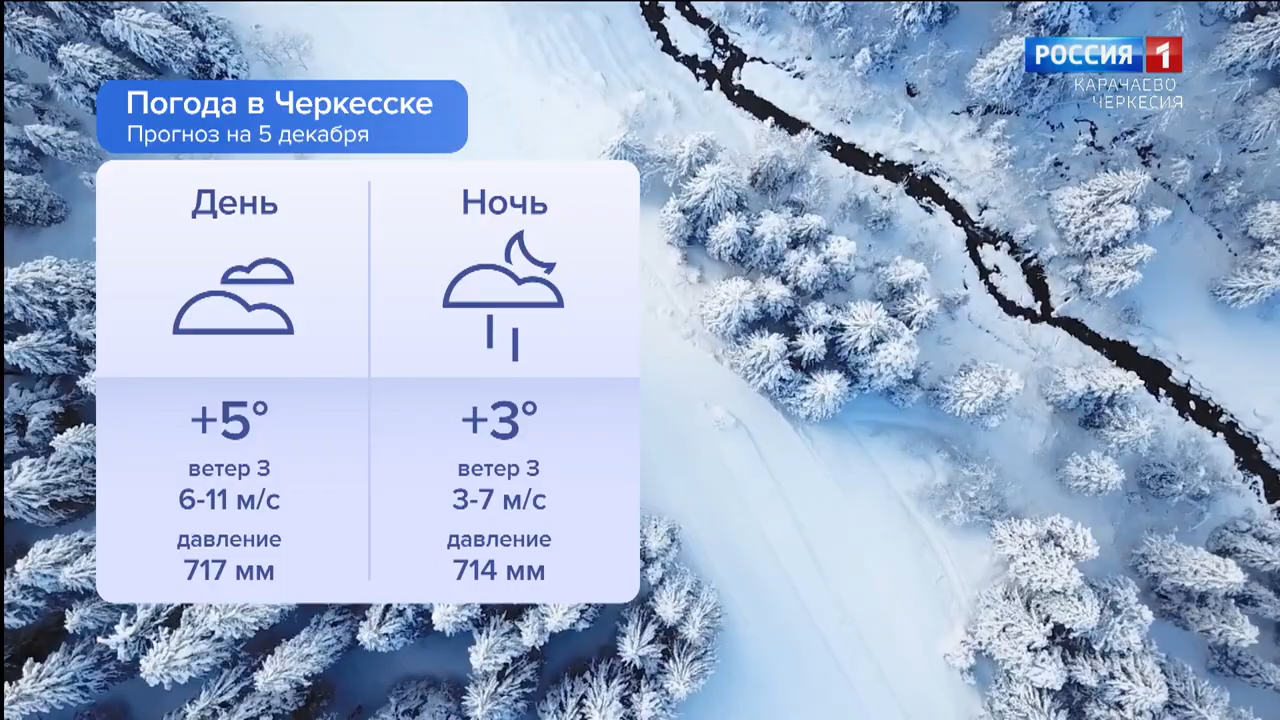 РОССИЯ 1
КАРАЧАЕВО
ЧЕРКЕСИЯ
Погода в Черкесске
Прогноз на 5 декабря
День
Ночь
+5°
ветер З
6-11 м/с
давление
717 мм
+3°
ветер З
3-7 м/с
давление
714 мм